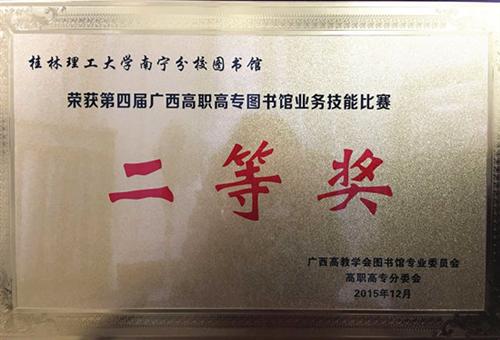 桂林理工大学南宁分校图书馆
荣获第四届广西高职高专图书馆业务技能比赛
二等奖
广西高教学会图书馆专业委员会
高职高专分委会
2015年12月